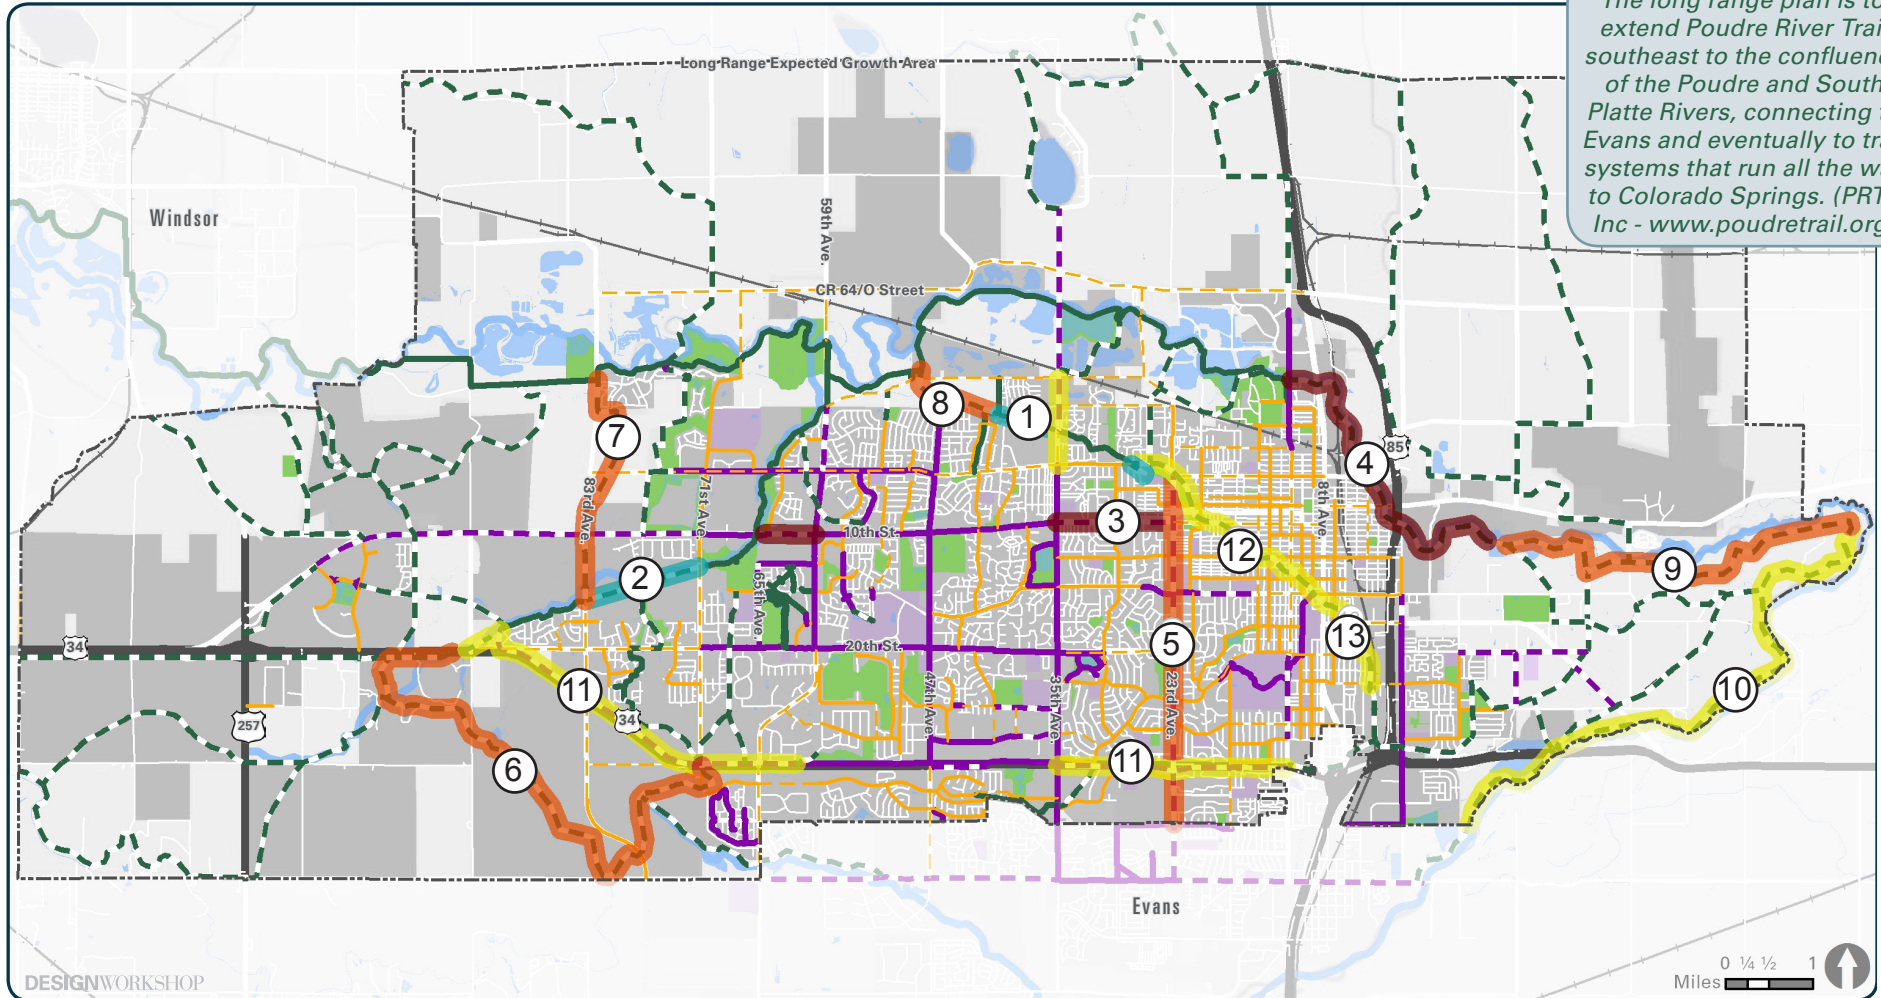 The long range plan is to
extend Poudre River Trai
southeast to the confluenc
of the Poudre and South
Platte Rivers, connecting t
Evans and eventually to tra
systems that run all the wa
to Colorado Springs. (PRT
Inc - www.poudretrail.org
Long Range Expected Growth Area
Windsor
59th Ave.
CR 64/O Street
8
1
7
85
4
83rd Ave.
71st Ave.
8th Ave.
10th St.
3
12
2
9
65th Ave.
13
34
20th St.
5
11
47th Ave.
35th Ave.
23rd Ave.
10
257
34
6
11
Evans
DESIGNWORKSHOP
0 ¼ ½ 1
Miles